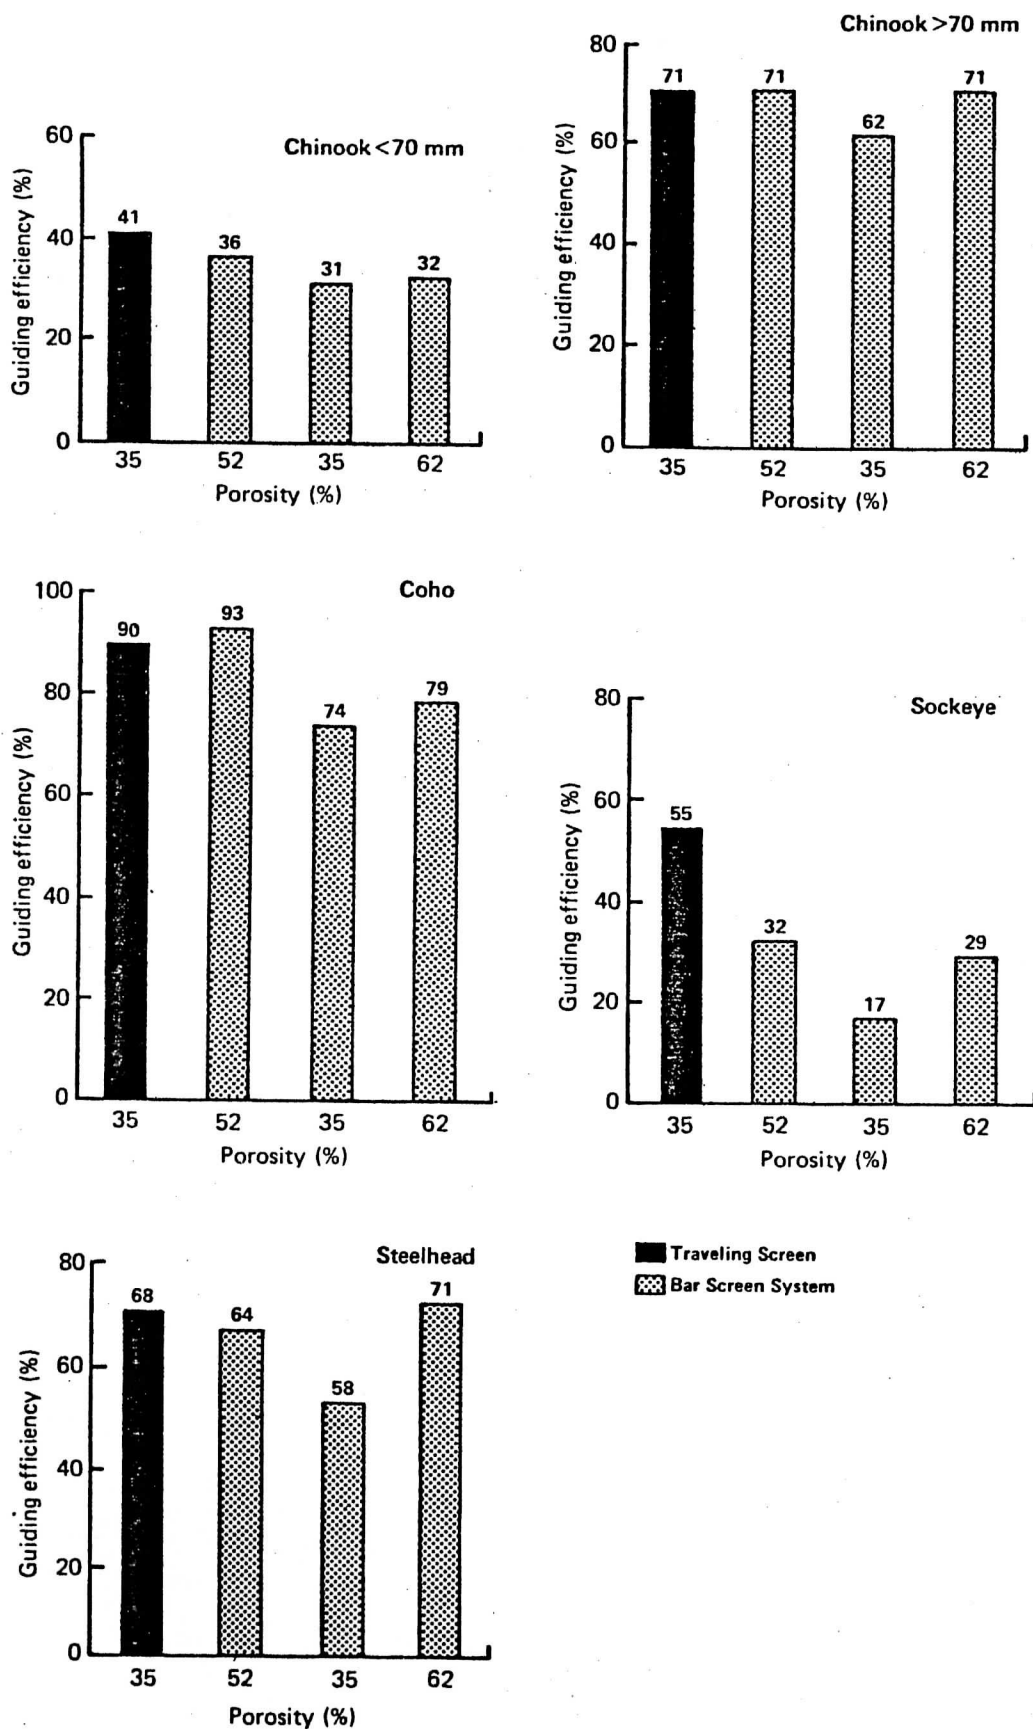 Chinook <70 mm
Guiding efficiency (%)
60
40
20
0
41
36
31
32
35 52 35 62
Porosity (%)
Chinook >70 mm
Guiding efficiency (%)
80
60
40
20
0
71
71
62
71
35 52 35 62
Porosity (%)
Coho
Guiding efficiency (%)
100
80
60
40
20
0
90
93
74
79
35 52 35 62
Porosity (%)
Sockeye
Guiding efficiency (%)
80
60
40
20
0
55
32
17
29
35 52 35 62
Porosity (%)
Steelhead
Guiding efficiency (%)
80
60
40
20
0
68
64
58
71
35 52 35 62
Porosity (%)
Traveling Screen
Bar Screen System